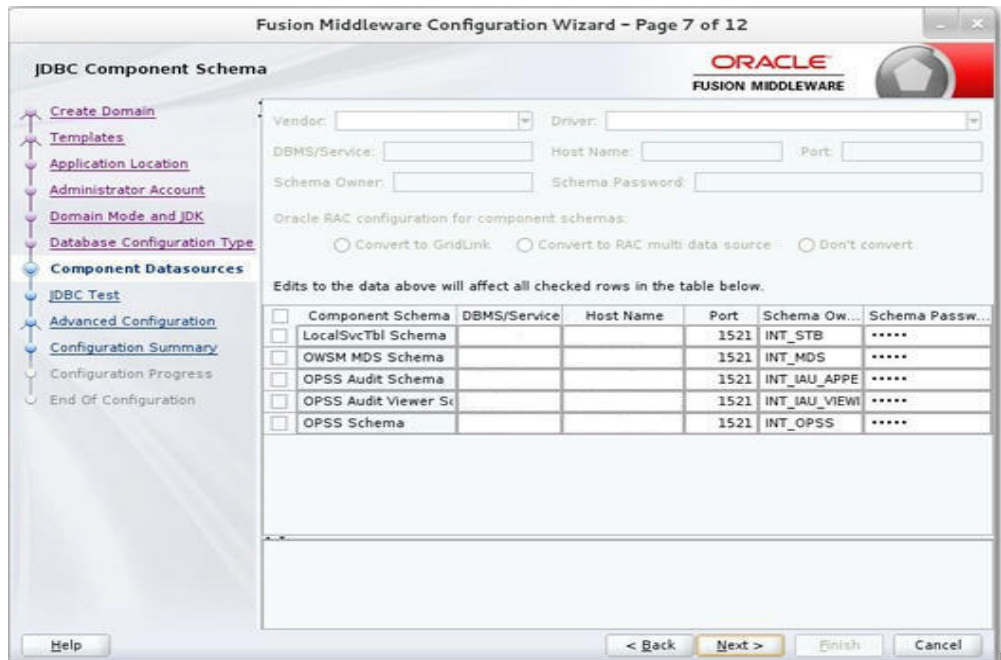 Fusion Middleware Configuration Wizard - Page 7 of 12
JDBC Component Schema
ORACLE
FUSION MIDDLEWARE
Create Domain
Templates
Application Location
Administrator Account
Domain Mode and JDK
Database Configuration Type
Component Datasources
JDBC Test
Advanced Configuration
Configuration Summary
Configuration Progress
End Of Configuration
Vendor: Driver:
DBMS/Service: Host Name: Port:
Schema Owner: Schema Password:
Oracle RAC configuration for component schemas:
Convert to GridLink Convert to RAC multi data source Don't convert
Edits to the data above will affect all checked rows in the table below.
Component Schema DBMS/Service Host Name Port Schema Ow... Schema Passw...
LocalSvcTbl Schema 1521 INT_STB •••••
OWSM MDS Schema 1521 INT_MDS •••••
OPSS Audit Schema 1521 INT_IAU_APPE •••••
OPSS Audit Viewer Sc 1521 INT_IAU_VIEWI •••••
OPSS Schema 1521 INT_OPSS •••••
Help < Back Next > Finish Cancel